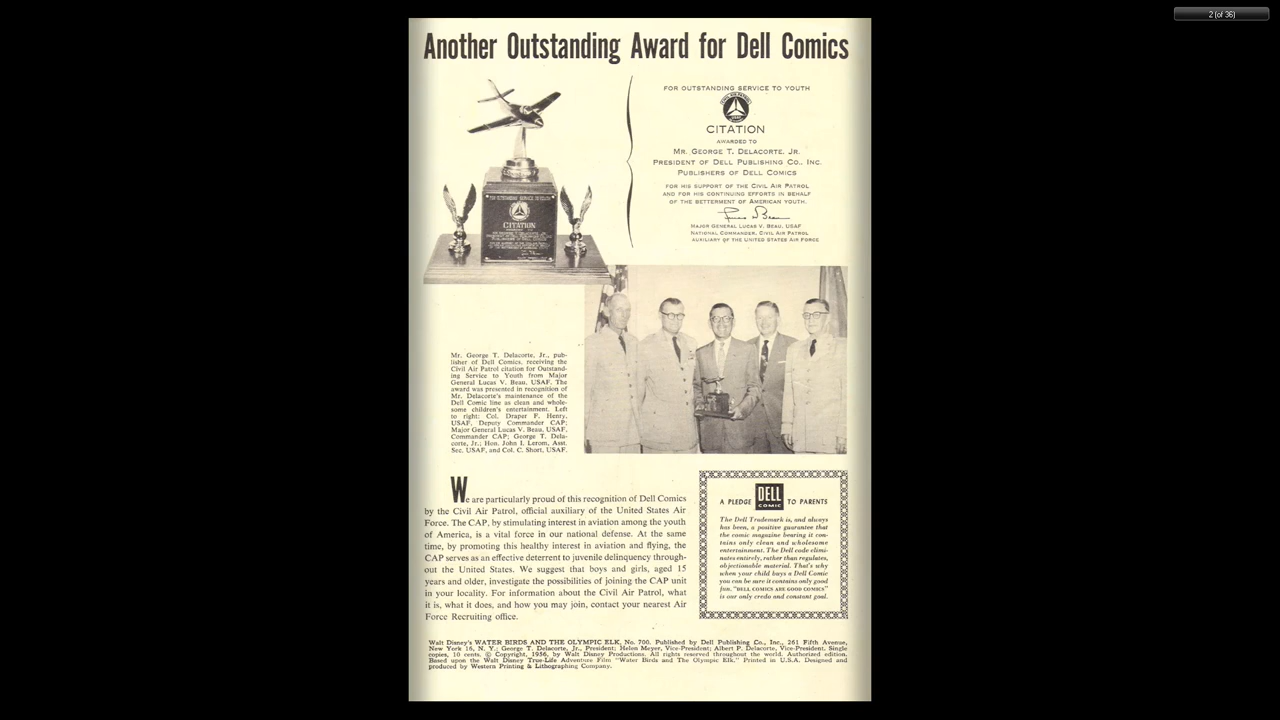 2 (of 36)
Another Outstanding Award for Dell Comics
FOR OUTSTANDING SERVICE TO YOUTH
CITATION
AWARDED TO
MR. GEORGE T. DELACORTE, JR.
PRESIDENT OF DELL PUBLISHING CO., INC.
PUBLISHERS OF DELL COMICS
FOR HIS SUPPORT OF THE CIVIL AIR PATROL
AND FOR HIS CONTINUING EFFORTS IN BEHALF
OF THE BETTERMENT OF AMERICAN YOUTH.
MAJOR GENERAL LUCAS V. BEAU, USAF
NATIONAL COMMANDER, CIVIL AIR PATROL
AUXILIARY OF THE UNITED STATES AIR FORCE
CITATION
Mr. George T. Delacorte, Jr., pub-
lisher of Dell Comics, receiving the
Civil Air Patrol citation for Outstand-
ing Service to Youth from Major
General Lucas V. Beau, USAF. The
award was presented in recognition of
Mr. Delacorte's maintenance of the
Dell Comic line as clean and whole-
some children's entertainment. Left
to right: Col. Draper F. Henry,
USAF, Deputy Commander CAP;
Major General Lucas V. Beau, USAF,
Commander CAP; George T. Dela-
corte, Jr.; Hon. John I. Lerom, Asst.
Sec. USAF, and Col. C. Short, USAF.
We are particularly proud of this recognition of Dell Comics
by the Civil Air Patrol, official auxiliary of the United States Air
Force. The CAP, by stimulating interest in aviation among the youth
of America, is a vital force in our national defense. At the same
time, by promoting this healthy interest in aviation and flying, the
CAP serves as an effective deterrent to juvenile delinquency through-
out the United States. We suggest that boys and girls, aged 15
years and older, investigate the possibilities of joining the CAP unit
in your locality. For information about the Civil Air Patrol, what
it is, what it does, and how you may join, contact your nearest Air
Force Recruiting office.
A PLEDGE DELL COMIC TO PARENTS
The Dell Trademark is, and always
has been, a positive guarantee that
the comic magazine bearing it con-
tains only clean and wholesome
entertainment. The Dell code elimi-
nates entirely, rather than regulates,
objectionable material. That's why
when your child buys a Dell Comic
you can be sure it contains only good
fun. "DELL COMICS ARE GOOD COMICS"
is our only credo and constant goal.
Walt Disney's WATER BIRDS AND THE OLYMPIC ELK, No. 700. Published by Dell Publishing Co., Inc., 261 Fifth Avenue,
New York 16, N. Y.; George T. Delacorte, Jr., President; Helen Meyer, Vice-President; Albert P. Delacorte, Vice-President. Single
copies, 10 cents. © Copyright, 1956, by Walt Disney Productions. All rights reserved throughout the world. Authorized edition.
Based upon the Walt Disney True-Life Adventure Film "Water Birds and The Olympic Elk." Printed in U.S.A. Designed and
produced by Western Printing & Lithographing Company.